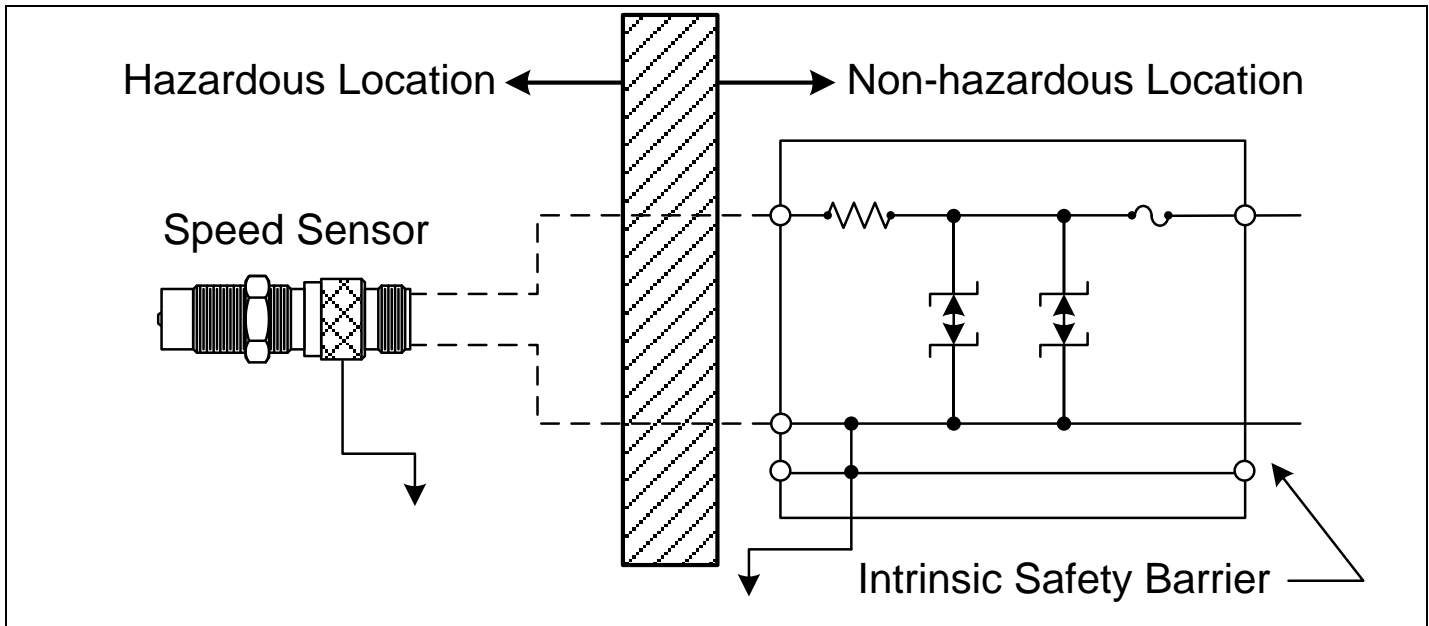 Hazardous Location
Non-hazardous Location
Speed Sensor
Intrinsic Safety Barrier